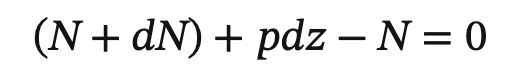 (N + dN) + pdz − N = 0